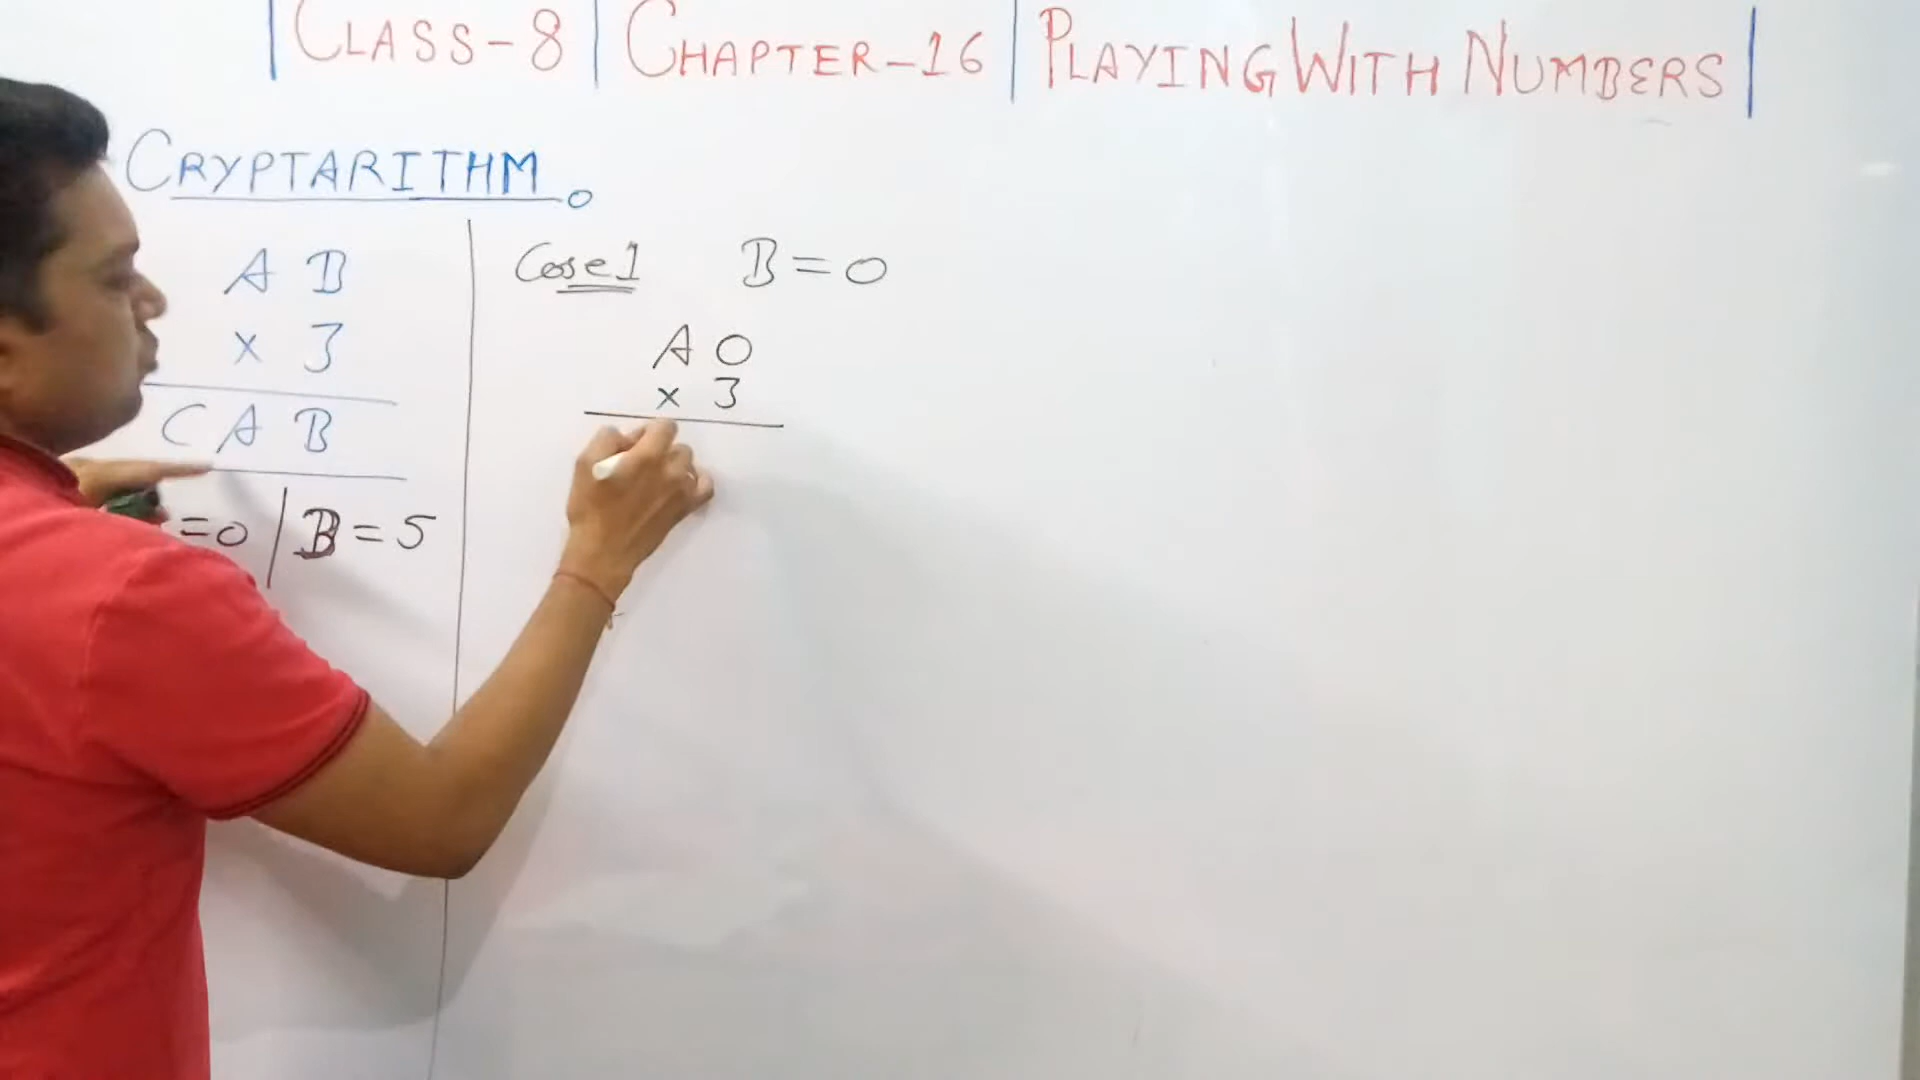 | CLASS-8 | CHAPTER-16 | PLAYING WITH NUMBERS |
CRYPTARITHM
A B
× 3
C A B
=0 | B = 5
Case 1 B = 0
A 0
× 3